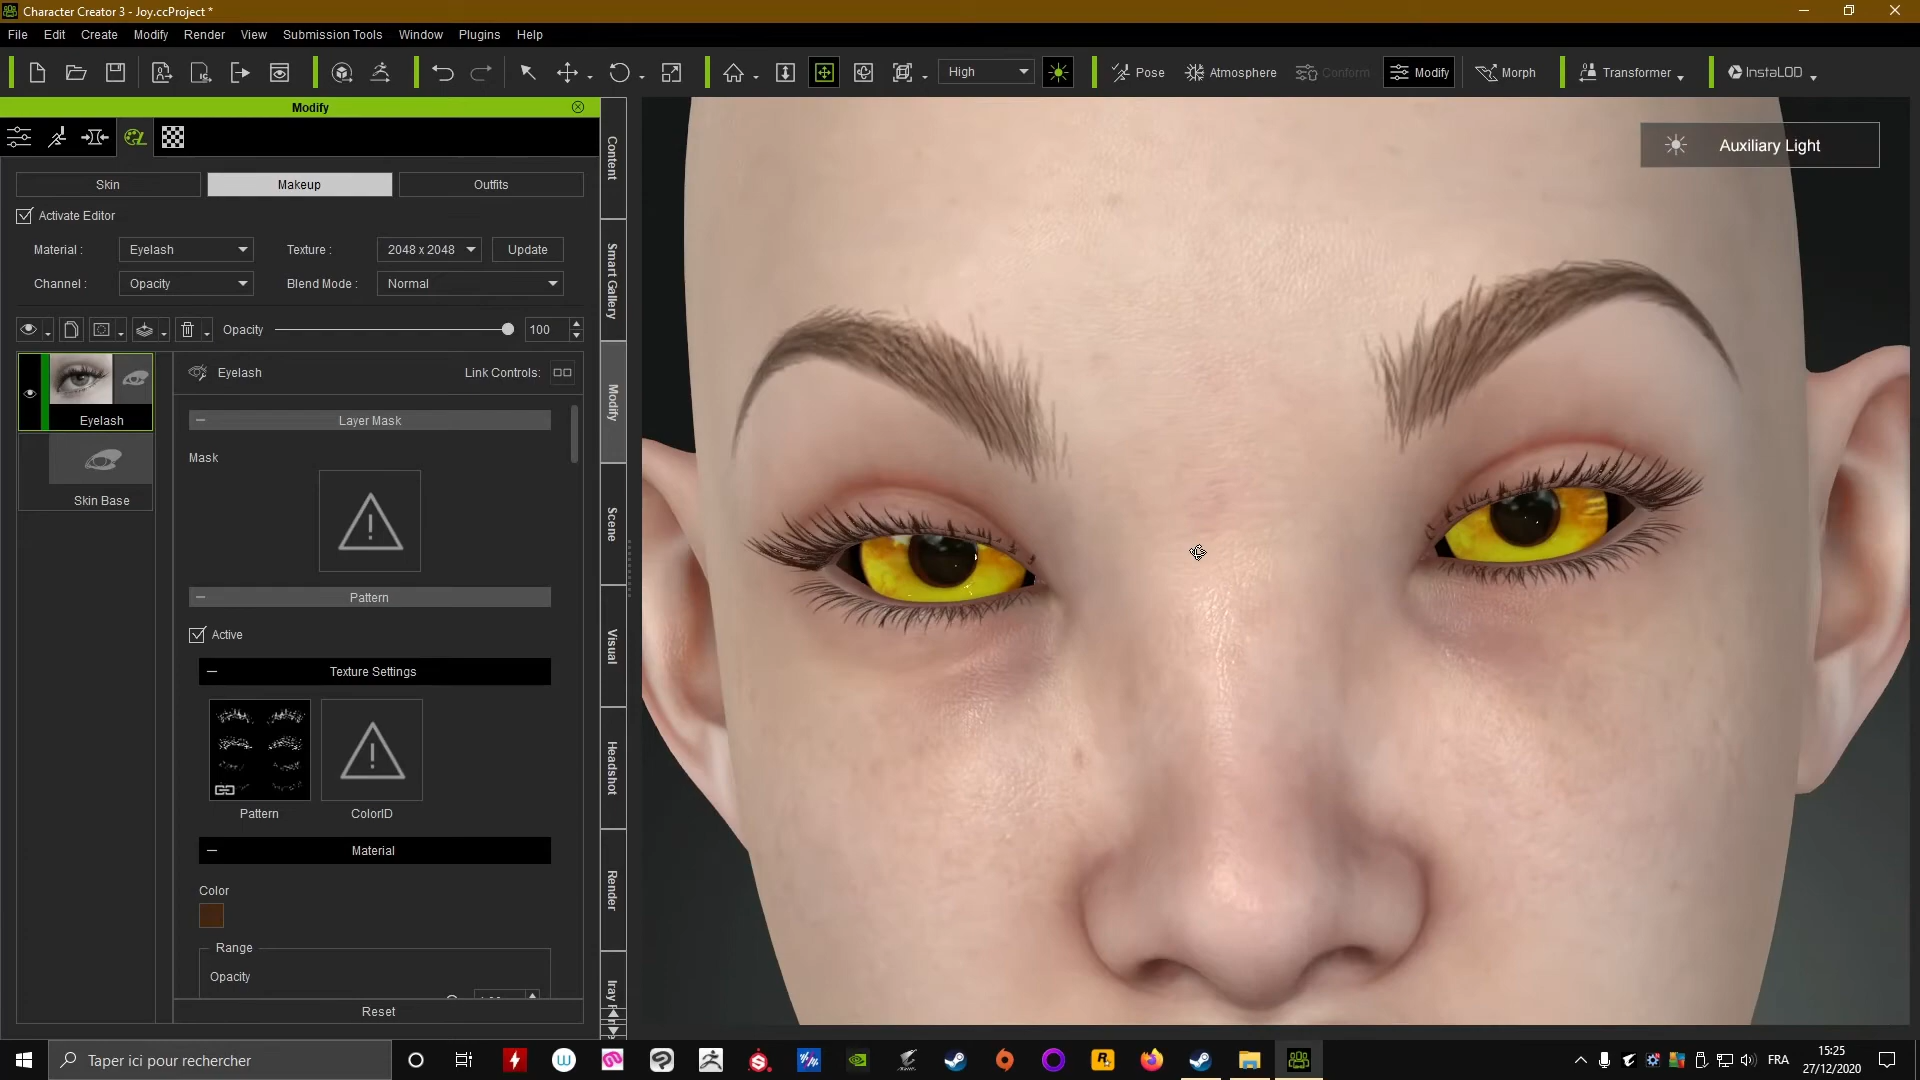 Character Creator 3 - Joy.ccProject *
File Edit Create Modify Render View Submission Tools Window Plugins Help
High Pose Atmosphere Conform Modify Morph Transformer InstaLOD
Modify
Auxiliary Light
Skin Makeup Outfits
Activate Editor
Material : Eyelash Texture : 2048 x 2048 Update
Channel : Opacity Blend Mode : Normal
Opacity 100
Eyelash
Skin Base
Eyelash Link Controls:
Layer Mask
Mask
Pattern
Active
Texture Settings
Pattern ColorID
Material
Color
Range
Opacity
Reset
Content
Smart Gallery
Modify
Scene
Visual
Headshot
Render
Iray
Taper ici pour rechercher
FRA
15:25
27/12/2020